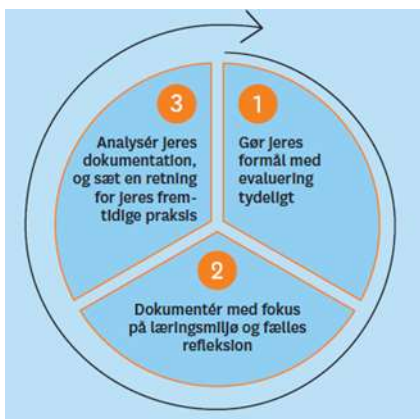 1
Gør jeres
formål med
evaluering
tydeligt
2
Dokumentér med fokus
på læringsmiljø og fælles
refleksion
3
Analysér jeres
dokumentation,
og sæt en retning
for jeres frem-
tidige praksis